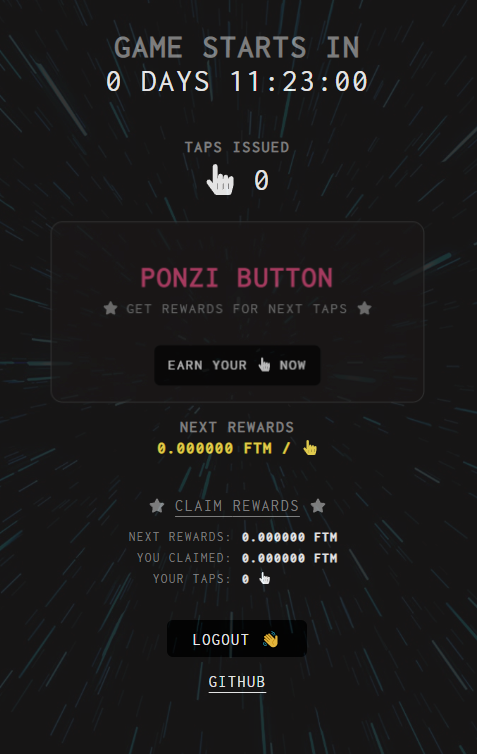 GAME STARTS IN
0 DAYS 11:23:00
TAPS ISSUED
0
PONZI BUTTON
GET REWARDS FOR NEXT TAPS
EARN YOUR 👆 NOW
NEXT REWARDS
0.000000 FTM / 👆
CLAIM REWARDS
NEXT REWARDS: 0.000000 FTM
YOU CLAIMED: 0.000000 FTM
YOUR TAPS: 0 👆
LOGOUT 👋
GITHUB